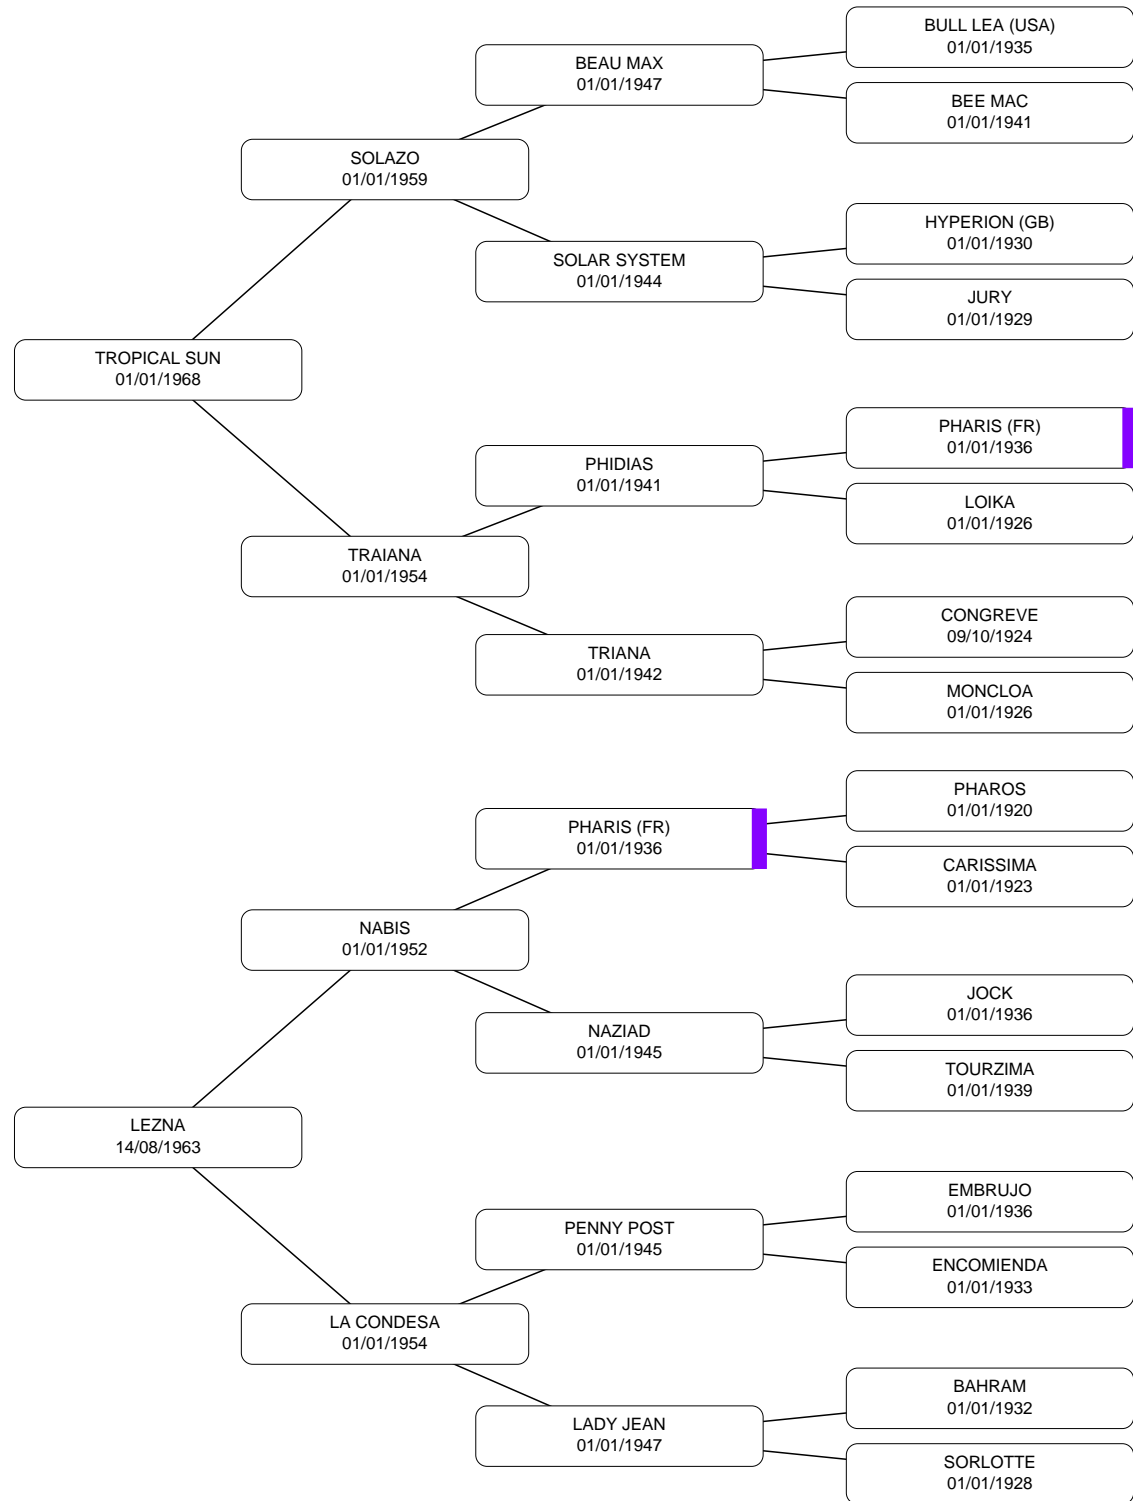 BULL LEA (USA)
01/01/1935
BEAU MAX
01/01/1947
BEE MAC
01/01/1941
SOLAZO
01/01/1959
HYPERION (GB)
01/01/1930
SOLAR SYSTEM
01/01/1944
JURY
01/01/1929
TROPICAL SUN
01/01/1968
PHARIS (FR)
01/01/1936
PHIDIAS
01/01/1941
LOIKA
01/01/1926
TRAIANA
01/01/1954
CONGREVE
09/10/1924
TRIANA
01/01/1942
MONCLOA
01/01/1926
PHAROS
01/01/1920
PHARIS (FR)
01/01/1936
CARISSIMA
01/01/1923
NABIS
01/01/1952
JOCK
01/01/1936
NAZIAD
01/01/1945
TOURZIMA
01/01/1939
LEZNA
14/08/1963
EMBRUJO
01/01/1936
PENNY POST
01/01/1945
ENCOMIENDA
01/01/1933
LA CONDESA
01/01/1954
BAHRAM
01/01/1932
LADY JEAN
01/01/1947
SORLOTTE
01/01/1928